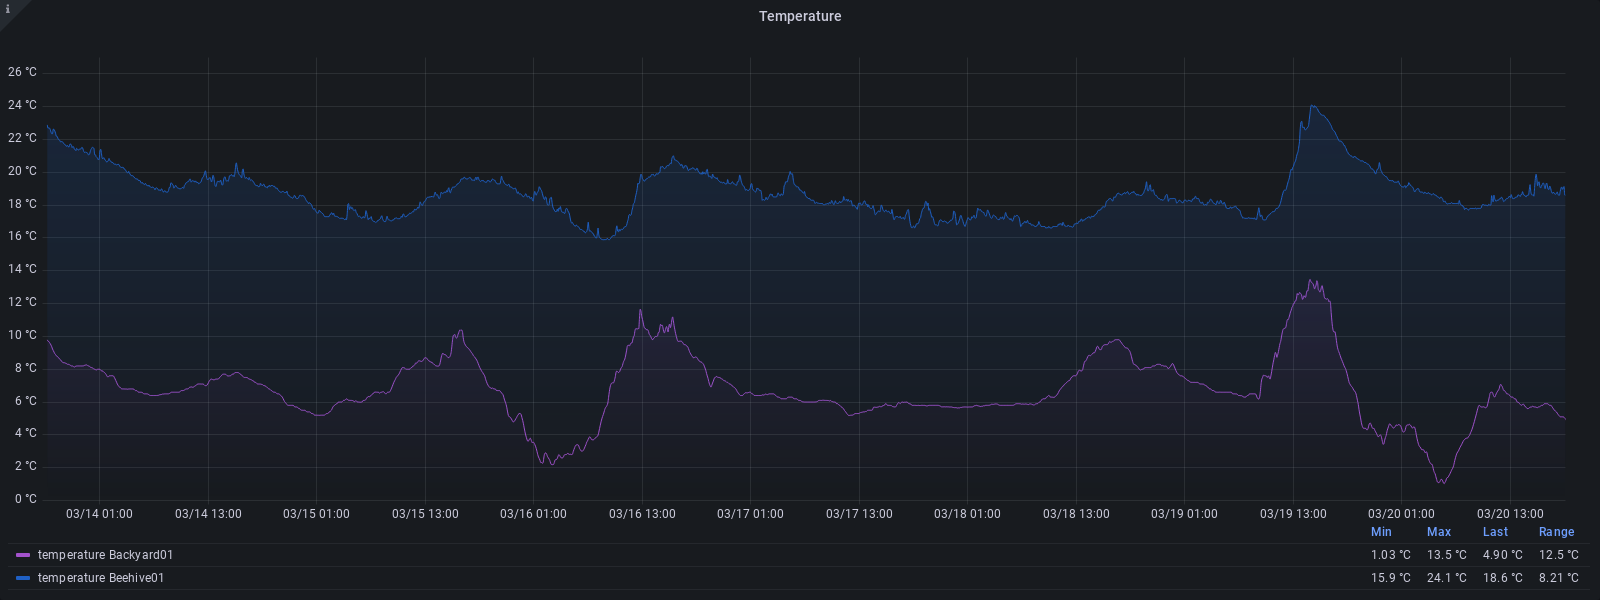 i
Temperature
26 °C
24 °C
22 °C
20 °C
18 °C
16 °C
14 °C
12 °C
10 °C
8 °C
6 °C
4 °C
2 °C
0 °C
03/14 01:00 03/14 13:00 03/15 01:00 03/15 13:00 03/16 01:00 03/16 13:00 03/17 01:00 03/17 13:00 03/18 01:00 03/18 13:00 03/19 01:00 03/19 13:00 03/20 01:00 03/20 13:00
Min Max Last Range
temperature Backyard01 1.03 °C 13.5 °C 4.90 °C 12.5 °C
temperature Beehive01 15.9 °C 24.1 °C 18.6 °C 8.21 °C